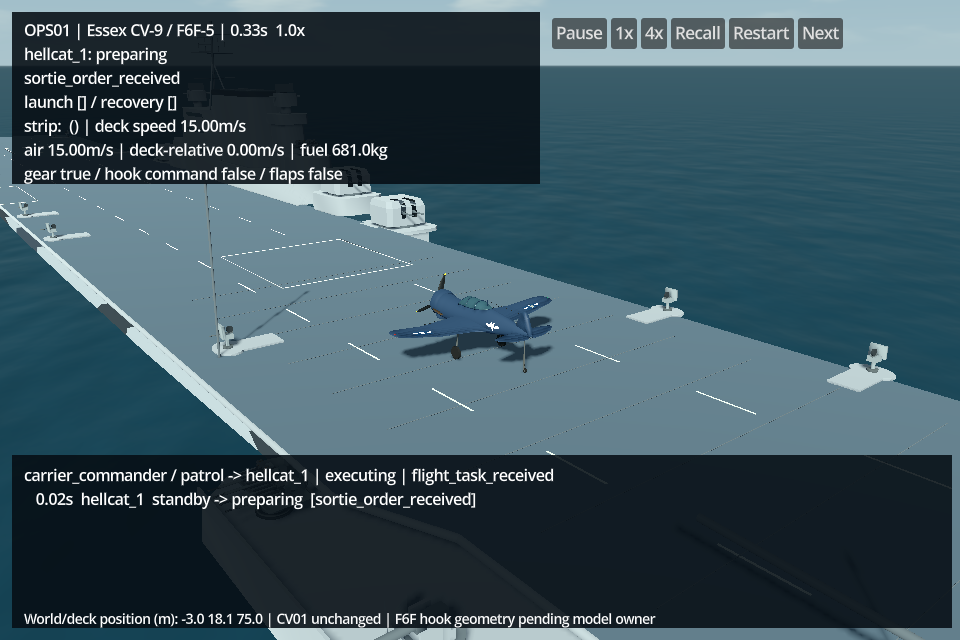 OPS01 | Essex CV-9 / F6F-5 | 0.33s  1.0x
Pause 1x 4x Recall Restart Next
hellcat_1: preparing
sortie_order_received
launch [] / recovery []
strip:  () | deck speed 15.00m/s
air 15.00m/s | deck-relative 0.00m/s | fuel 681.0kg
gear true / hook command false / flaps false
carrier_commander / patrol -> hellcat_1 | executing | flight_task_received
0.02s  hellcat_1  standby -> preparing  [sortie_order_received]
World/deck position (m): -3.0 18.1 75.0 | CV01 unchanged | F6F hook geometry pending model owner